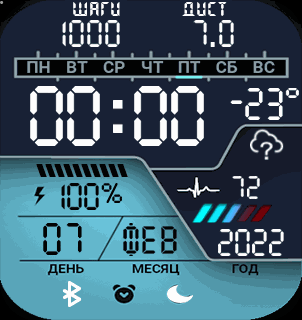 ШАГИ ДИСТ
1000 7.0
ПН ВТ СР ЧТ ПТ СБ ВС
00:00 -23°
?
100% 72
07 ФЕВ 2022
ДЕНЬ МЕСЯЦ ГОД